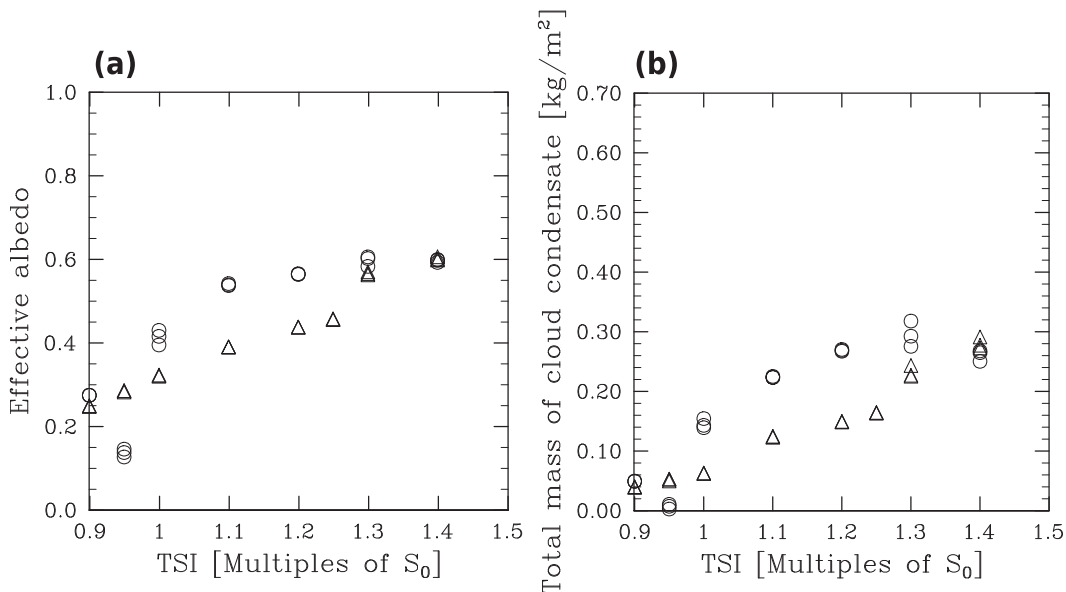 (a)
Effective albedo
1.0
0.8
0.6
0.4
0.2
0.0
0.9 1 1.1 1.2 1.3 1.4 1.5
TSI [Multiples of S₀]
(b)
Total mass of cloud condensate [kg/m²]
0.70
0.60
0.50
0.40
0.30
0.20
0.10
0.00
0.9 1 1.1 1.2 1.3 1.4 1.5
TSI [Multiples of S₀]